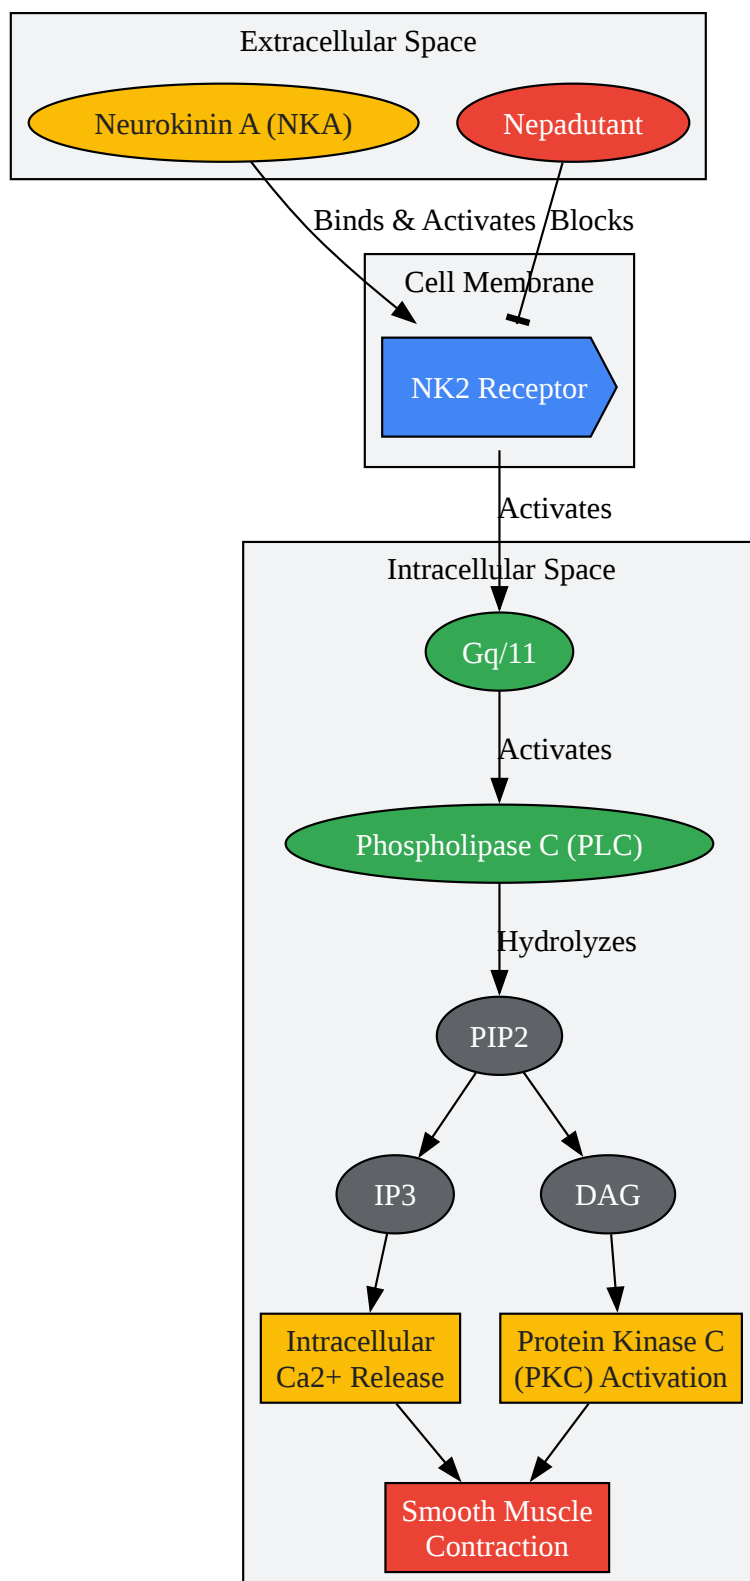 Extracellular Space
Neurokinin A (NKA)
Nepadutant
Binds & Activates
Blocks
Cell Membrane
NK2 Receptor
Activates
Intracellular Space
Gq/11
Activates
Phospholipase C (PLC)
Hydrolyzes
PIP2
IP3
DAG
Intracellular
Ca2+ Release
Protein Kinase C
(PKC) Activation
Smooth Muscle
Contraction